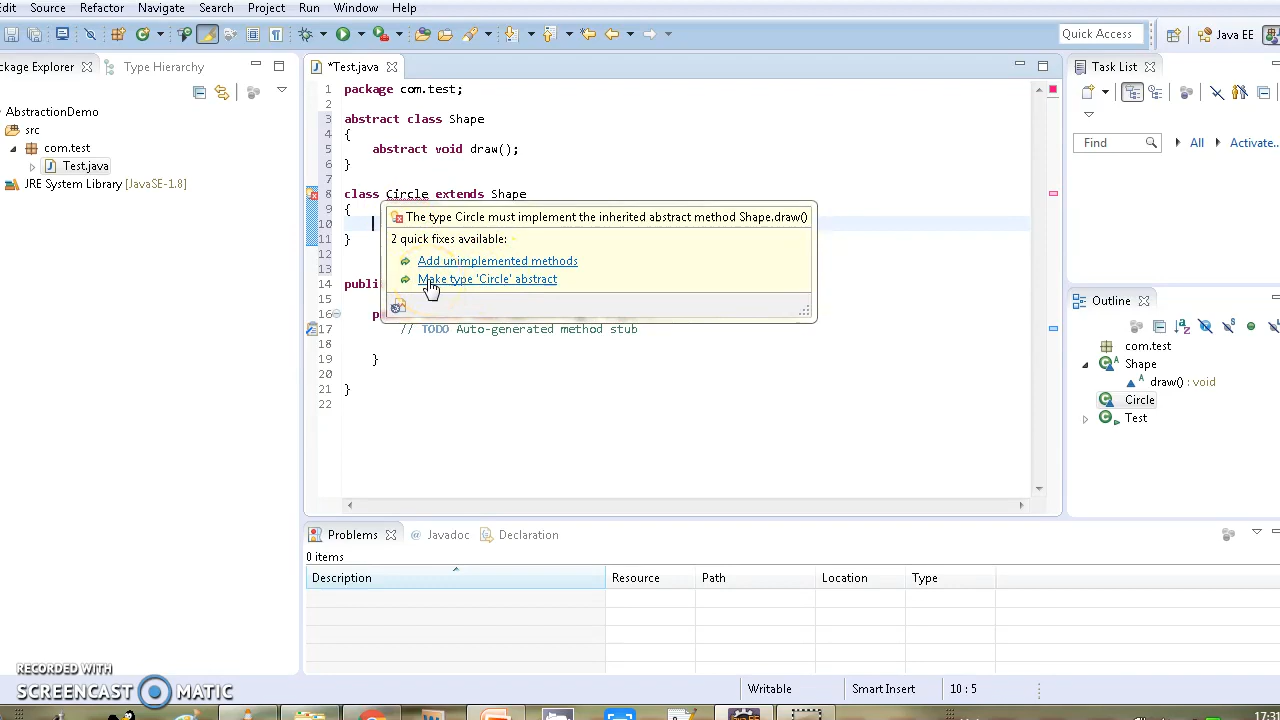 Edit Source Refactor Navigate Search Project Run Window Help
Quick Access
Java EE
Package Explorer
Type Hierarchy
*Test.java
Task List
AbstractionDemo
src
com.test
Test.java
JRE System Library [JavaSE-1.8]
1 package com.test;
2
3 abstract class Shape
4 {
5 abstract void draw();
6 }
7
8 class Circle extends Shape
9 {
10
11 }
12
13
14 publi
15
16 p
17 // TODO Auto-generated method stub
18
19 }
20
21 }
22
The type Circle must implement the inherited abstract method Shape.draw()
2 quick fixes available:
Add unimplemented methods
Make type 'Circle' abstract
Find
All
Activate...
Outline
com.test
Shape
draw() : void
Circle
Test
Problems
@ Javadoc
Declaration
0 items
Description Resource Path Location Type
RECORDED WITH
SCREENCAST MATIC
Writable
Smart Insert
10 : 5